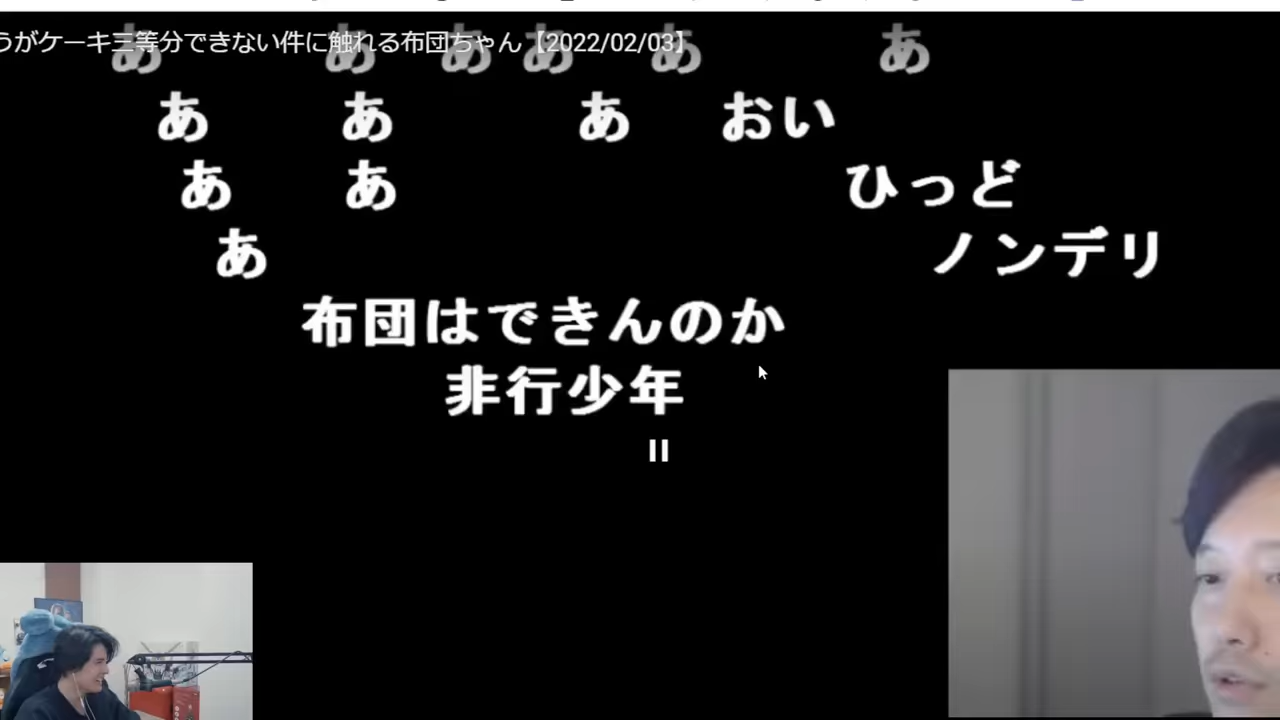 うがケーキ三等分できない件に触れる布団ちゃん【2022/02/03】
あ あ あ あ あ あ
あ あ あ おい
あ あ ひっど
あ ノンデリ
布団はできんのか
非行少年